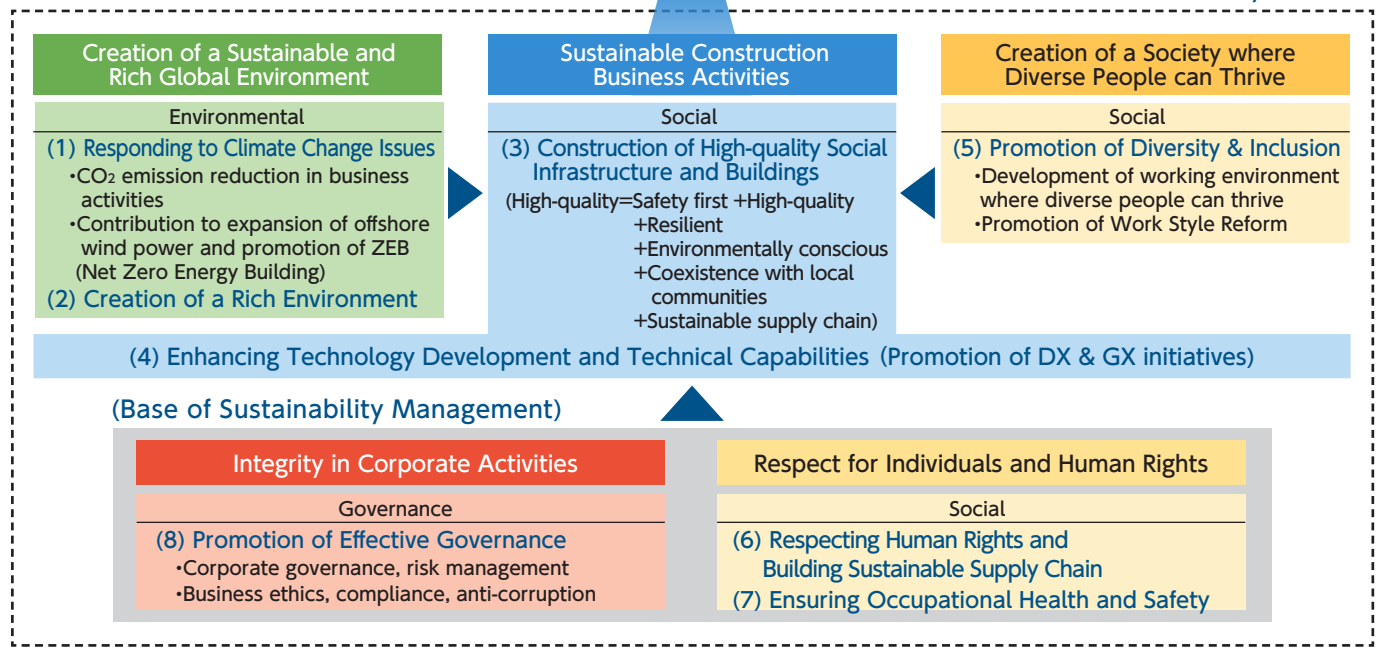 Creation of a Sustainable and
Rich Global Environment
Environmental
(1) Responding to Climate Change Issues
・CO₂ emission reduction in business
activities
・Contribution to expansion of offshore
wind power and promotion of ZEB
(Net Zero Energy Building)
(2) Creation of a Rich Environment
Sustainable Construction
Business Activities
Social
(3) Construction of High-quality Social
Infrastructure and Buildings
(High-quality=Safety first +High-quality
+Resilient
+Environmentally conscious
+Coexistence with local
communities
+Sustainable supply chain)
Creation of a Society where
Diverse People can Thrive
Social
(5) Promotion of Diversity & Inclusion
・Development of working environment
where diverse people can thrive
・Promotion of Work Style Reform
(4) Enhancing Technology Development and Technical Capabilities (Promotion of DX & GX initiatives)
(Base of Sustainability Management)
Integrity in Corporate Activities
Governance
(8) Promotion of Effective Governance
・Corporate governance, risk management
・Business ethics, compliance, anti-corruption
Respect for Individuals and Human Rights
Social
(6) Respecting Human Rights and
Building Sustainable Supply Chain
(7) Ensuring Occupational Health and Safety